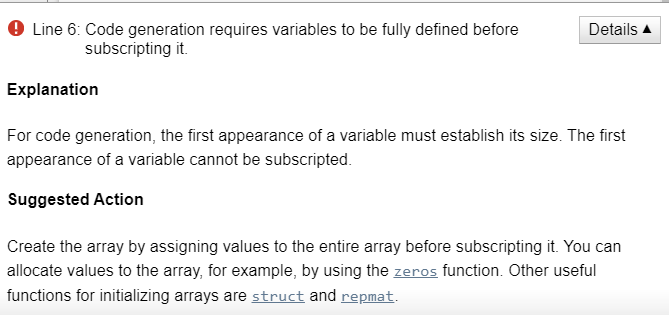 Line 6: Code generation requires variables to be fully defined before
subscripting it.
Details ▲
Explanation
For code generation, the first appearance of a variable must establish its size. The first
appearance of a variable cannot be subscripted.
Suggested Action
Create the array by assigning values to the entire array before subscripting it. You can
allocate values to the array, for example, by using the zeros function. Other useful
functions for initializing arrays are struct and repmat.